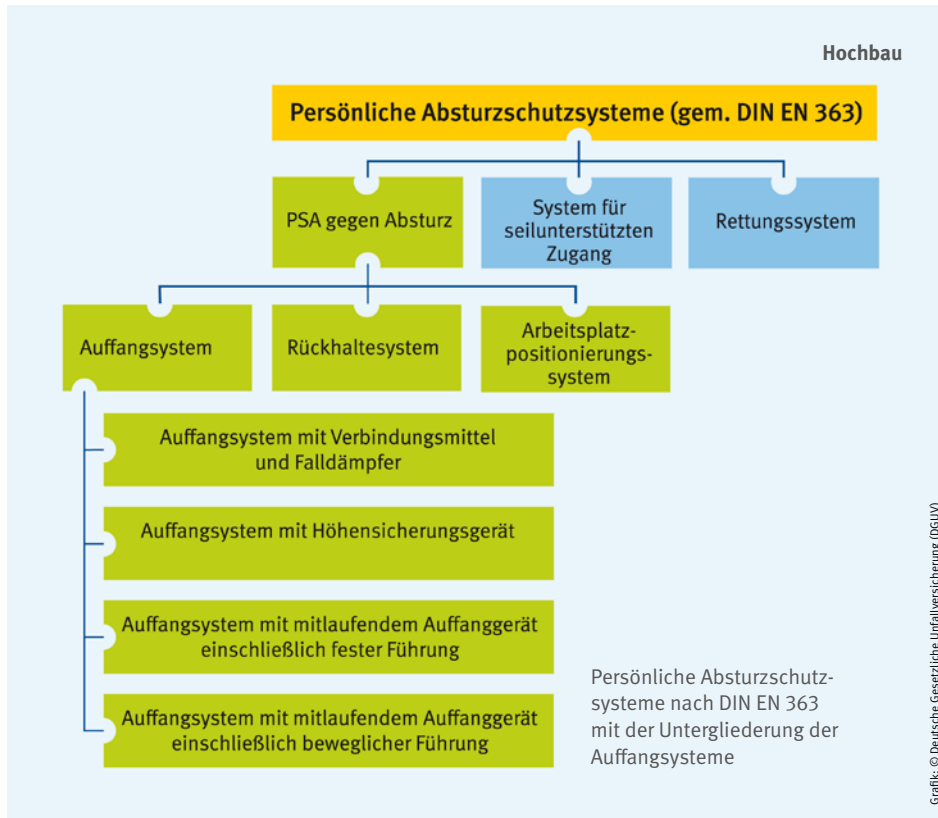 Hochbau
Persönliche Absturzschutzsysteme (gem. DIN EN 363)
PSA gegen Absturz
System für
seilunterstützten
Zugang
Rettungssystem
Auffangsystem
Rückhaltesystem
Arbeitsplatz-
positionierungs-
system
Auffangsystem mit Verbindungsmittel
und Falldämpfer
Auffangsystem mit Höhensicherungsgerät
Auffangsystem mit mitlaufendem Auffanggerät
einschließlich fester Führung
Auffangsystem mit mitlaufendem Auffanggerät
einschließlich beweglicher Führung
Persönliche Absturzschutz-
systeme nach DIN EN 363
mit der Untergliederung der
Auffangsysteme
Grafik: © Deutsche Gesetzliche Unfallversicherung (DGUV)